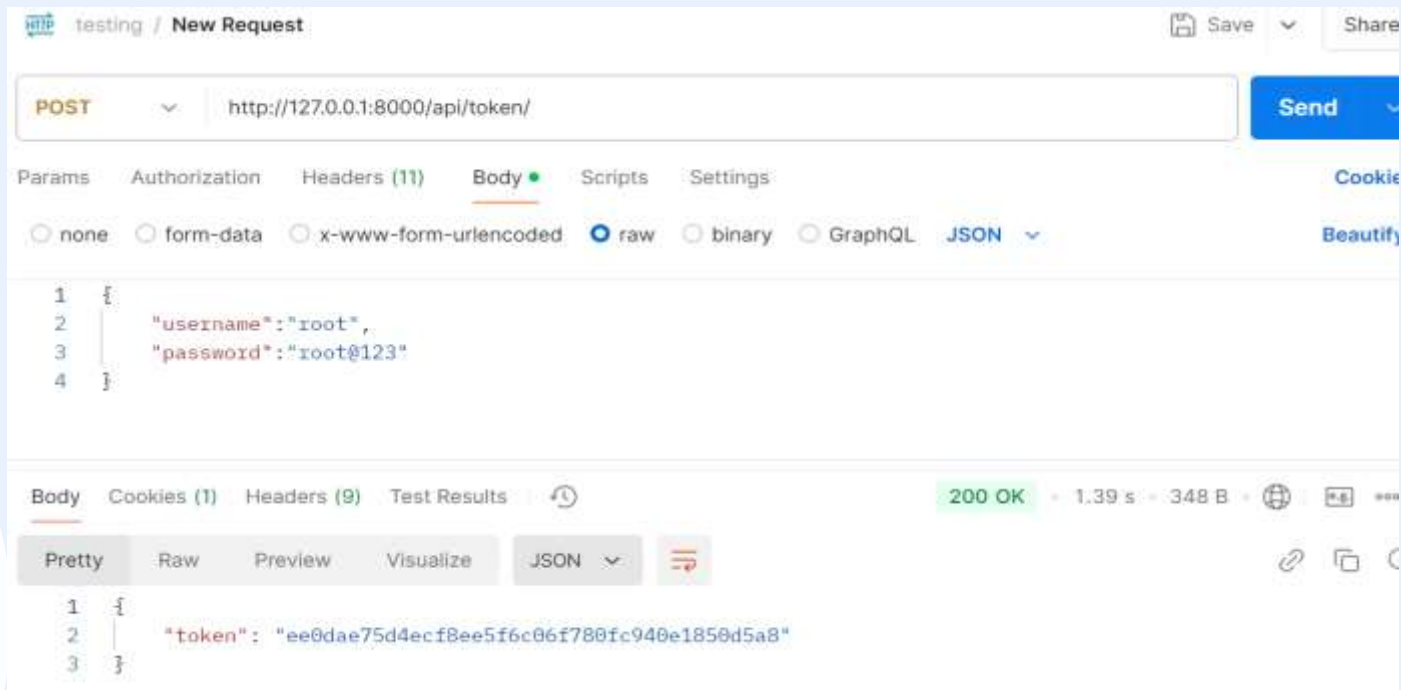 HTTP testing / New Request Save Share
POST http://127.0.0.1:8000/api/token/ Send
Params Authorization Headers (11) Body Scripts Settings Cookie
none form-data x-www-form-urlencoded raw binary GraphQL JSON Beautify
1 {
2 "username":"root",
3 "password":"root@123"
4 }
Body Cookies (1) Headers (9) Test Results 200 OK 1.39 s 348 B
Pretty Raw Preview Visualize JSON
1 {
2 "token": "ee0dae75d4ecf8ee5f6c06f780fc940e1850d5a8"
3 }